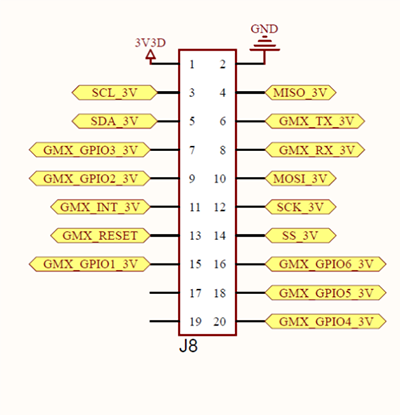 3V3D GND
1 2
SCL_3V 3 4 MISO_3V
SDA_3V 5 6 GMX_TX_3V
GMX_GPIO3_3V 7 8 GMX_RX_3V
GMX_GPIO2_3V 9 10 MOSI_3V
GMX_INT_3V 11 12 SCK_3V
GMX_RESET 13 14 SS_3V
GMX_GPIO1_3V 15 16 GMX_GPIO6_3V
17 18 GMX_GPIO5_3V
19 20 GMX_GPIO4_3V
J8